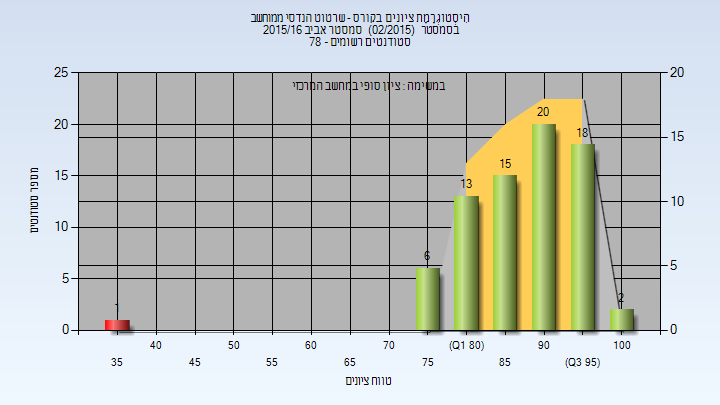 היסטוגרמת ציונים בקורס - שרטוט הנדסי ממוחשב
בסמסטר (02/2015) סמסטר אביב 2015/16
סטודנטים רשומים - 78
במשימה : ציון סופי במחשב המרכזי
מספר סטודנטים
25
20
15
10
5
0
20
15
10
5
0
1
6
13
15
20
18
2
40 50 60 70 (Q1 80) 90 100
35 45 55 65 75 85 (Q3 95)
טווח ציונים